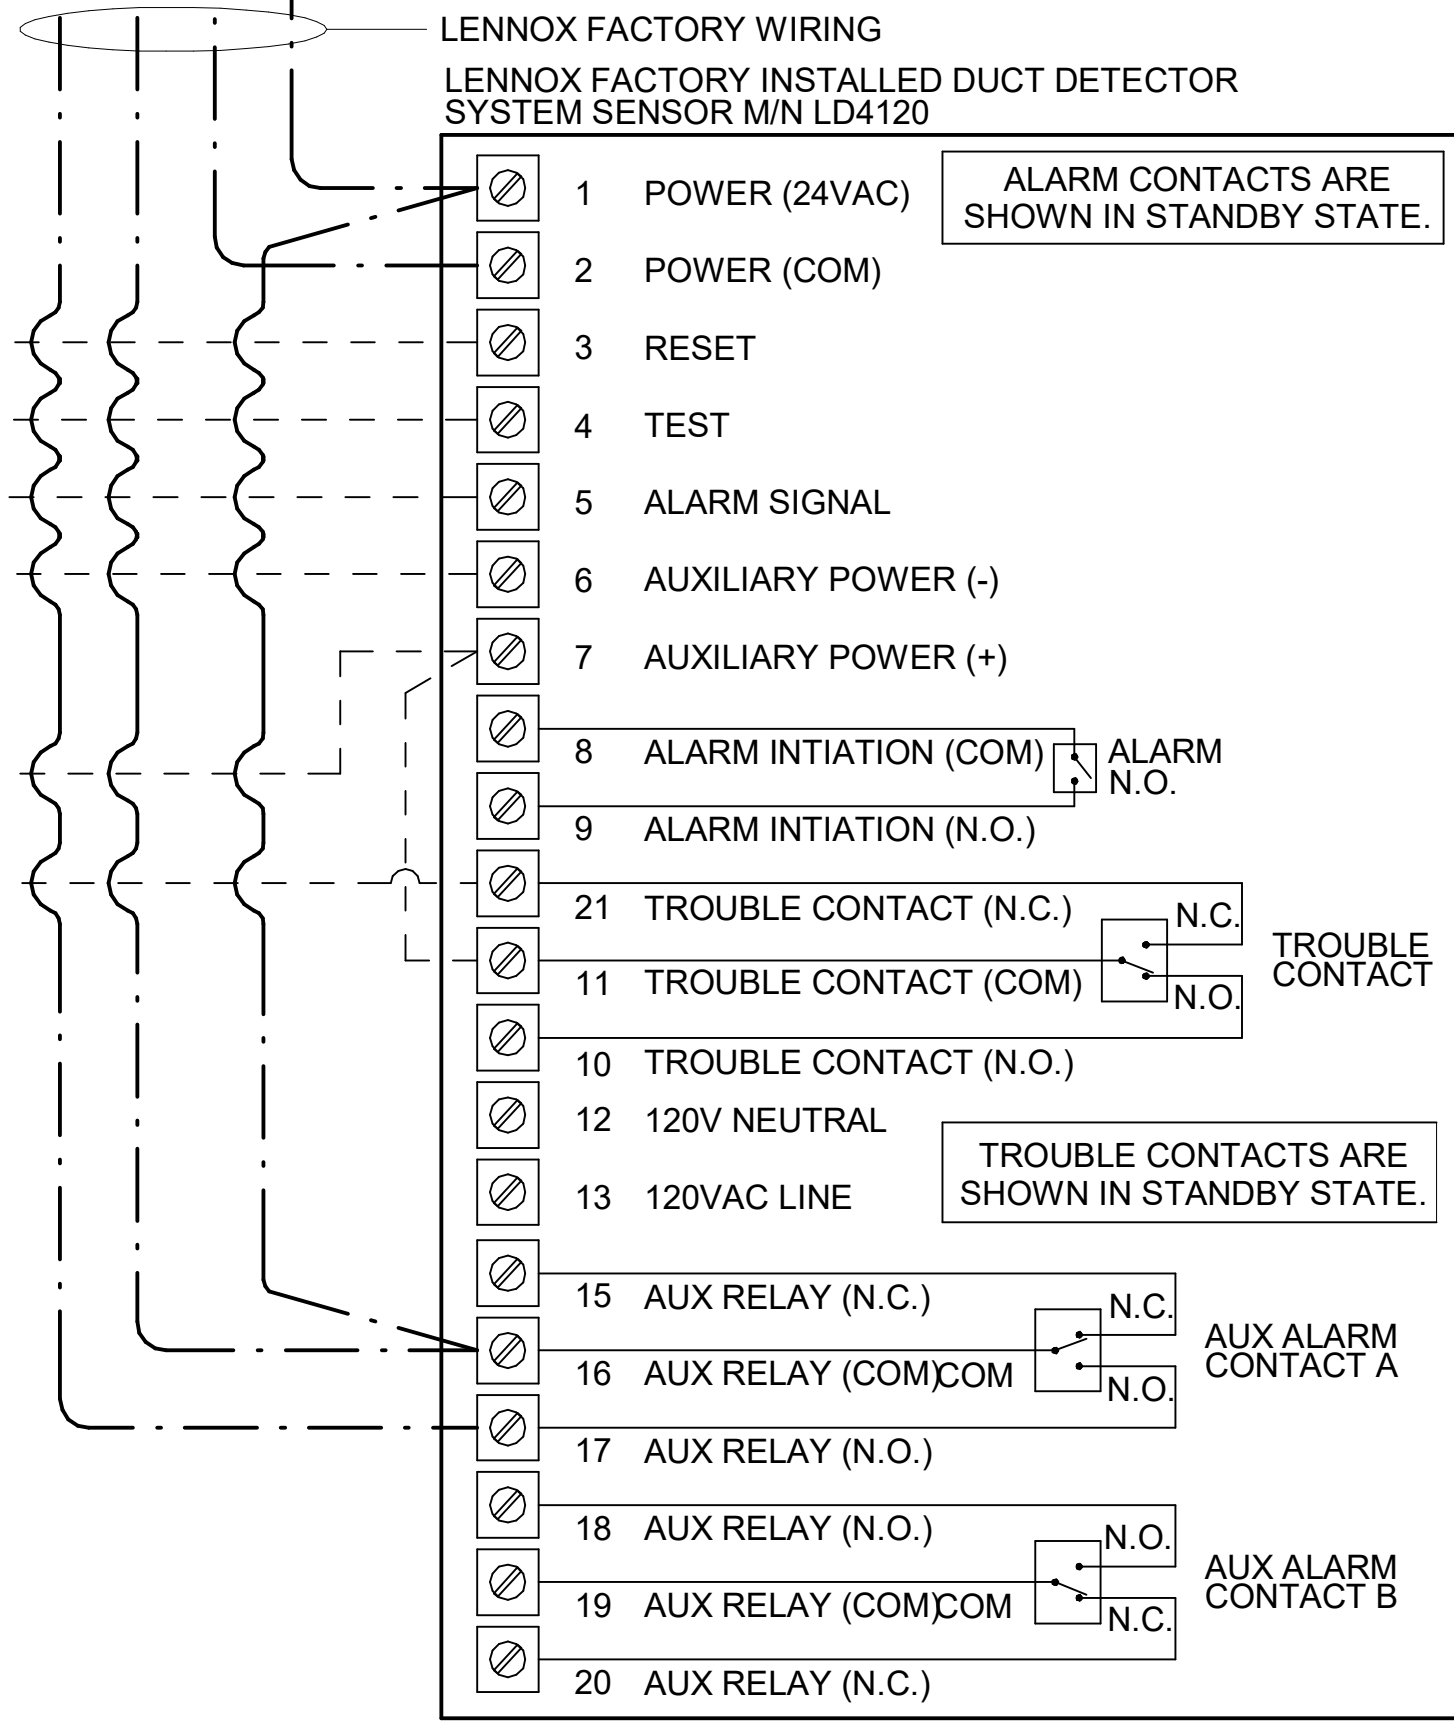 LENNOX FACTORY WIRING
LENNOX FACTORY INSTALLED DUCT DETECTOR
SYSTEM SENSOR M/N LD4120
1 POWER (24VAC)
ALARM CONTACTS ARE
SHOWN IN STANDBY STATE.
2 POWER (COM)
3 RESET
4 TEST
5 ALARM SIGNAL
6 AUXILIARY POWER (-)
7 AUXILIARY POWER (+)
8 ALARM INTIATION (COM)
ALARM
N.O.
9 ALARM INTIATION (N.O.)
21 TROUBLE CONTACT (N.C.)
N.C.
TROUBLE
CONTACT
11 TROUBLE CONTACT (COM)
N.O.
10 TROUBLE CONTACT (N.O.)
12 120V NEUTRAL
13 120VAC LINE
TROUBLE CONTACTS ARE
SHOWN IN STANDBY STATE.
15 AUX RELAY (N.C.)
N.C.
AUX ALARM
CONTACT A
16 AUX RELAY (COM)COM
N.O.
17 AUX RELAY (N.O.)
18 AUX RELAY (N.O.)
N.O.
AUX ALARM
CONTACT B
19 AUX RELAY (COM)COM
N.C.
20 AUX RELAY (N.C.)